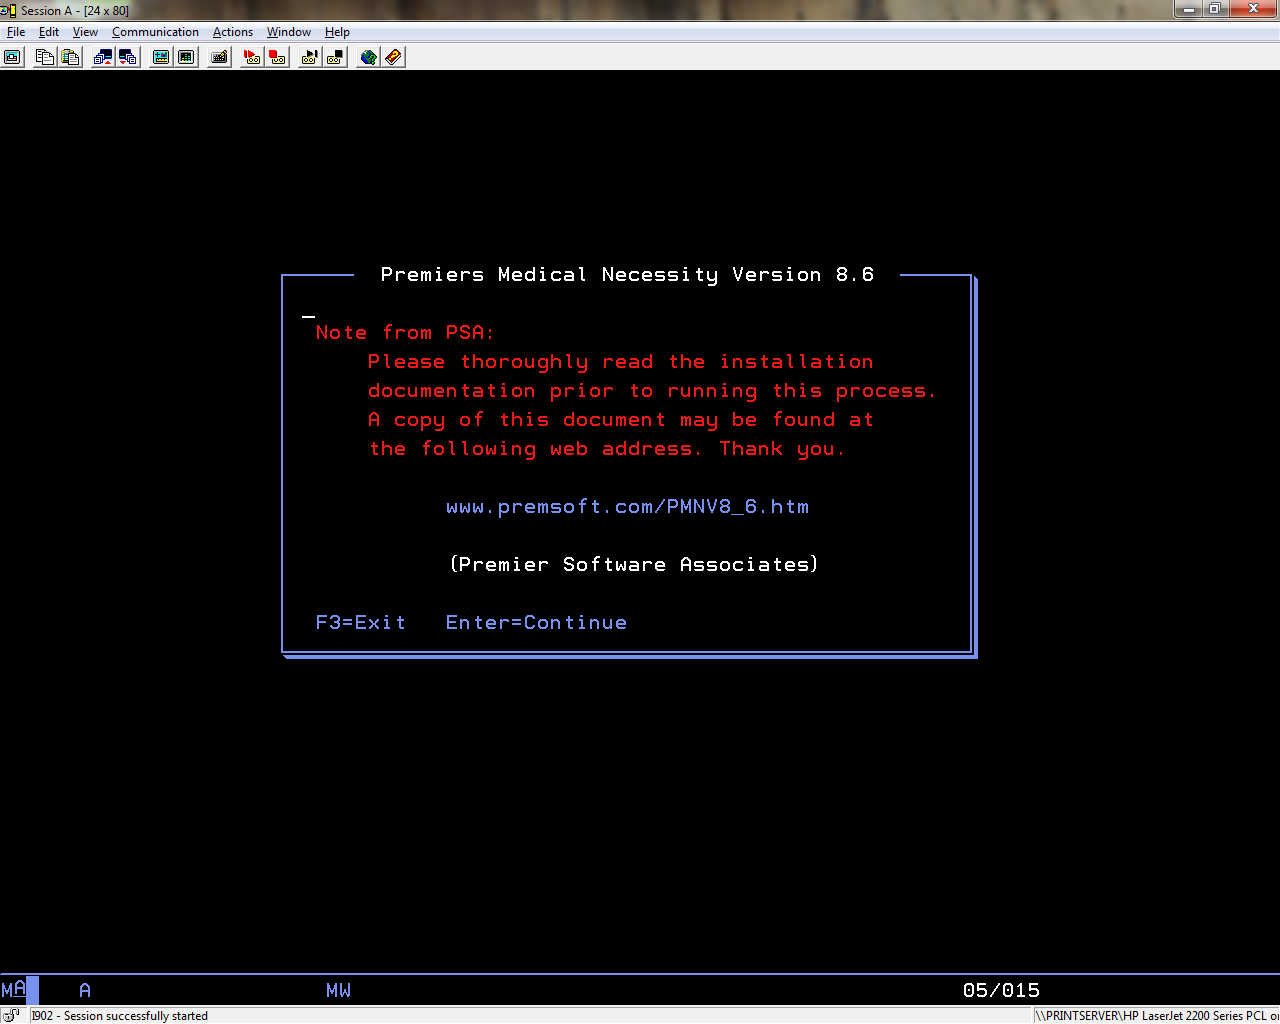 Session A - [24 x 80]
File Edit View Communication Actions Window Help
Premiers Medical Necessity Version 8.6
Note from PSA:
Please thoroughly read the installation
documentation prior to running this process.
A copy of this document may be found at
the following web address. Thank you.
www.premsoft.com/PMNV8_6.htm
(Premier Software Associates)
F3=Exit Enter=Continue
MA A MW 05/015
I902 - Session successfully started \\PRINTSERVER\HP LaserJet 2200 Series PCL on